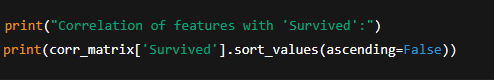 print("Correlation of features with 'Survived':")
print(corr_matrix['Survived'].sort_values(ascending=False))